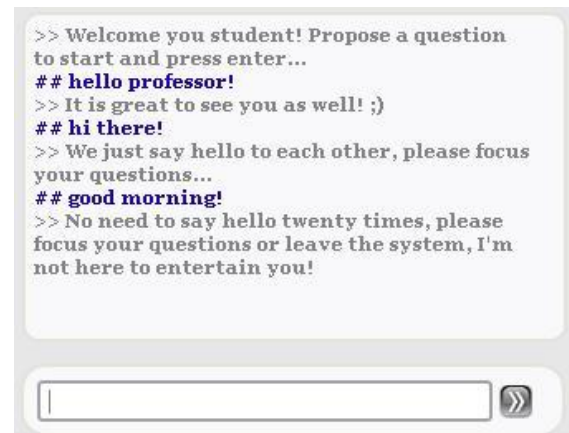 >> Welcome you student! Propose a question
to start and press enter...
## hello professor!
>> It is great to see you as well! ;)
## hi there!
>> We just say hello to each other, please focus
your questions...
## good morning!
>> No need to say hello twenty times, please
focus your questions or leave the system, I'm
not here to entertain you!